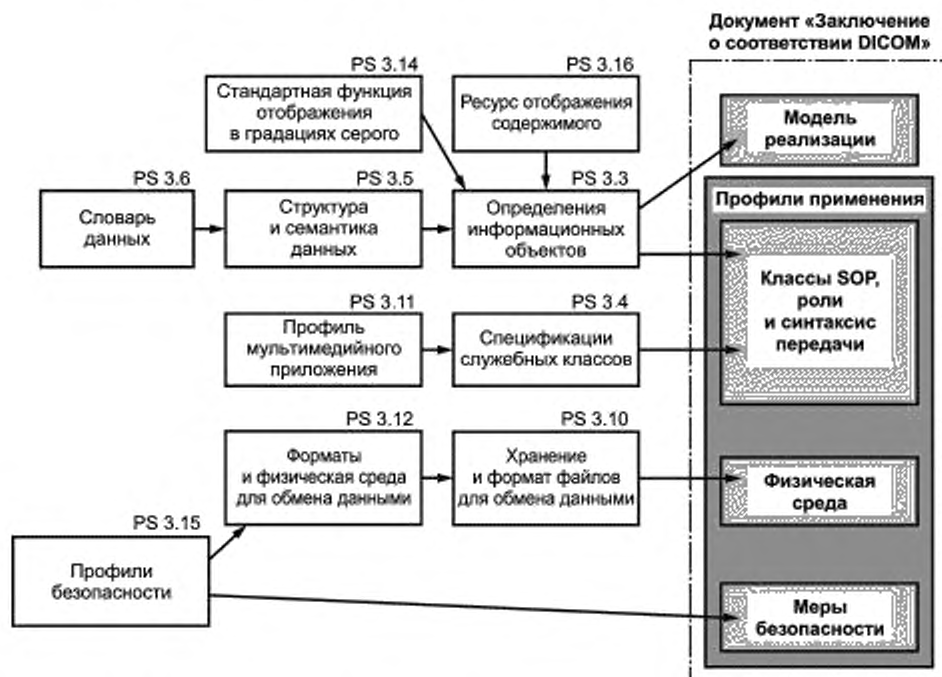 Документ «Заключение
о соответствии DICOM»
PS 3.14
Стандартная функция
отображения
в градациях серого
PS 3.16
Ресурс отображения
содержимого
Модель
реализации
PS 3.6
Словарь
данных
PS 3.5
Структура
и семантика
данных
PS 3.3
Определения
информационных
объектов
Профили применения
Классы SOP,
роли
и синтаксис
передачи
PS 3.11
Профиль
мультимедийного
приложения
PS 3.4
Спецификации
служебных классов
PS 3.12
Форматы
и физическая среда
для обмена данными
PS 3.10
Хранение
и формат файлов
для обмена данными
Физическая
среда
PS 3.15
Профили
безопасности
Меры
безопасности